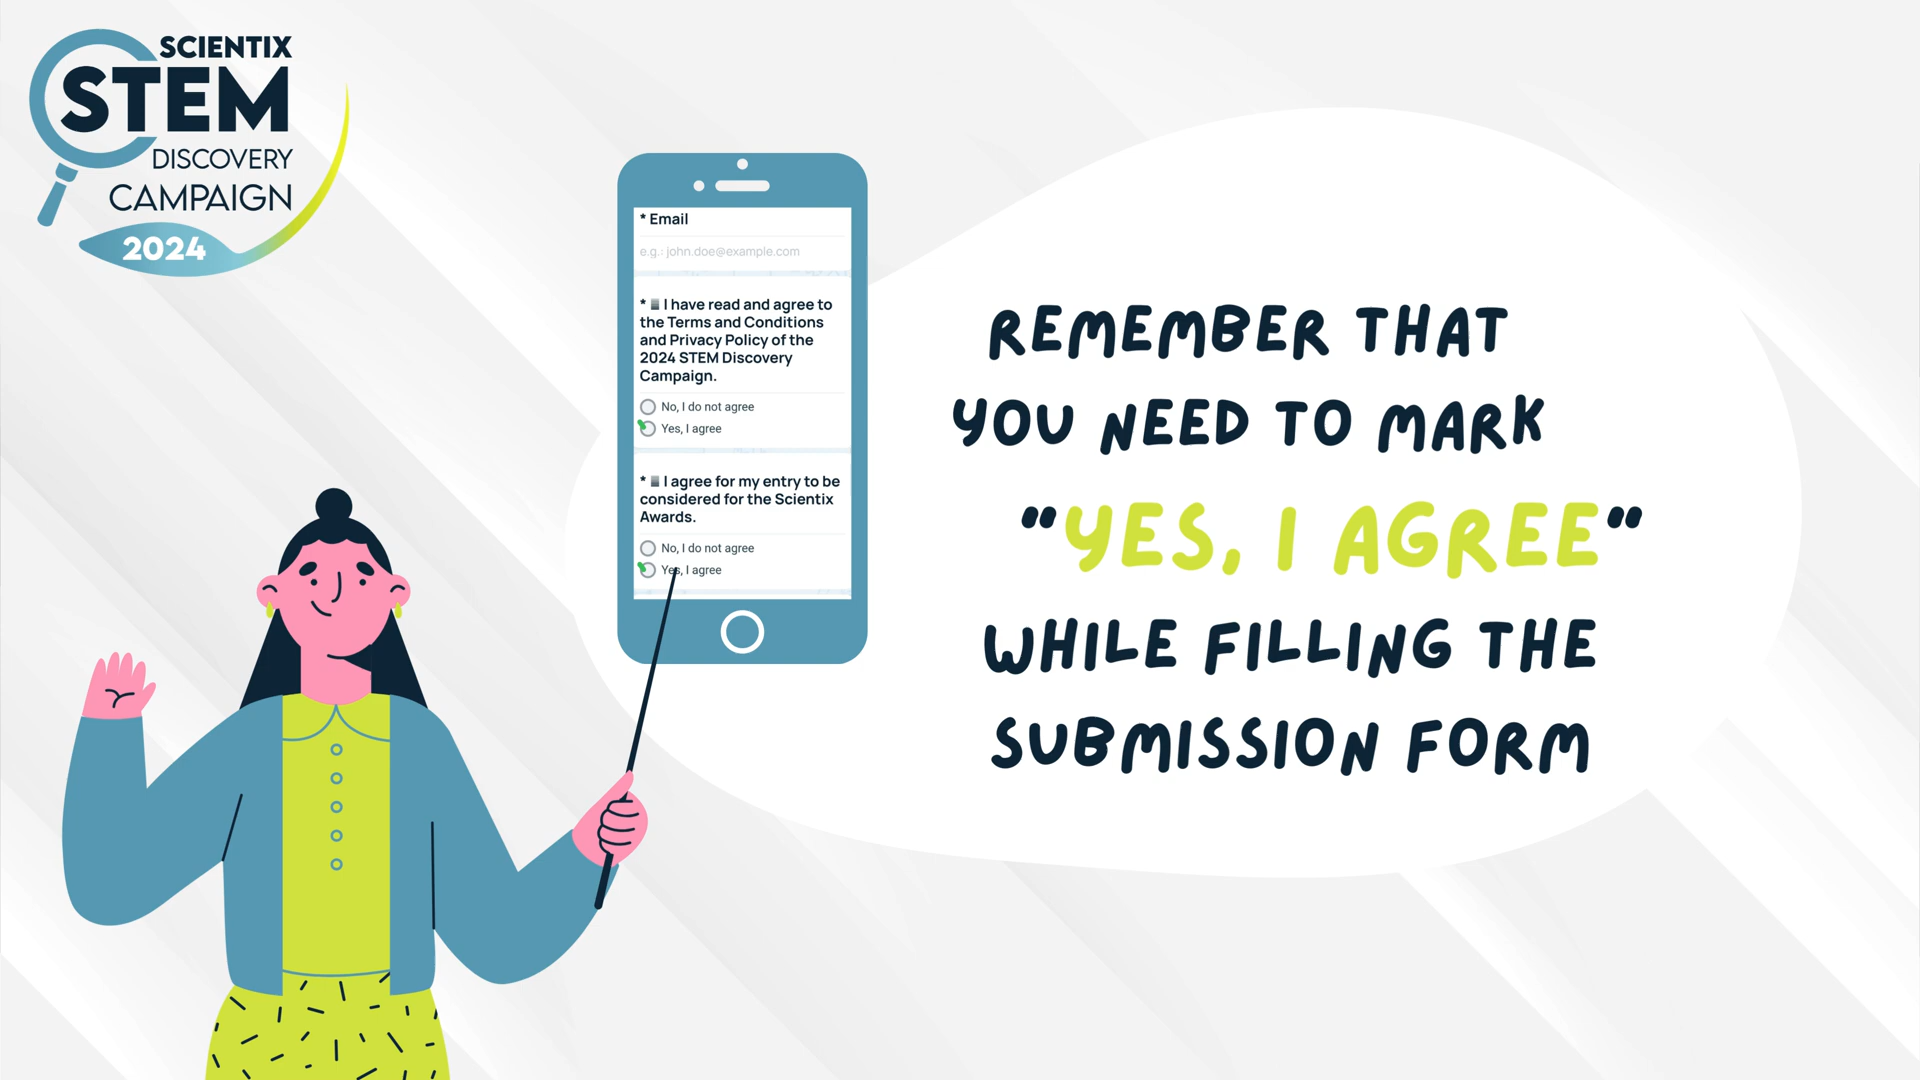 SCIENTIX
STEM
DISCOVERY
CAMPAIGN
2024
* Email
e.g.: john.doe@example.com
* I have read and agree to
the Terms and Conditions
and Privacy Policy of the
2024 STEM Discovery
Campaign.
No, I do not agree
Yes, I agree
* I agree for my entry to be
considered for the Scientix
Awards.
No, I do not agree
Yes, I agree
REMEMBER THAT
YOU NEED TO MARK
"YES, I AGREE"
WHILE FILLING THE
SUBMISSION FORM